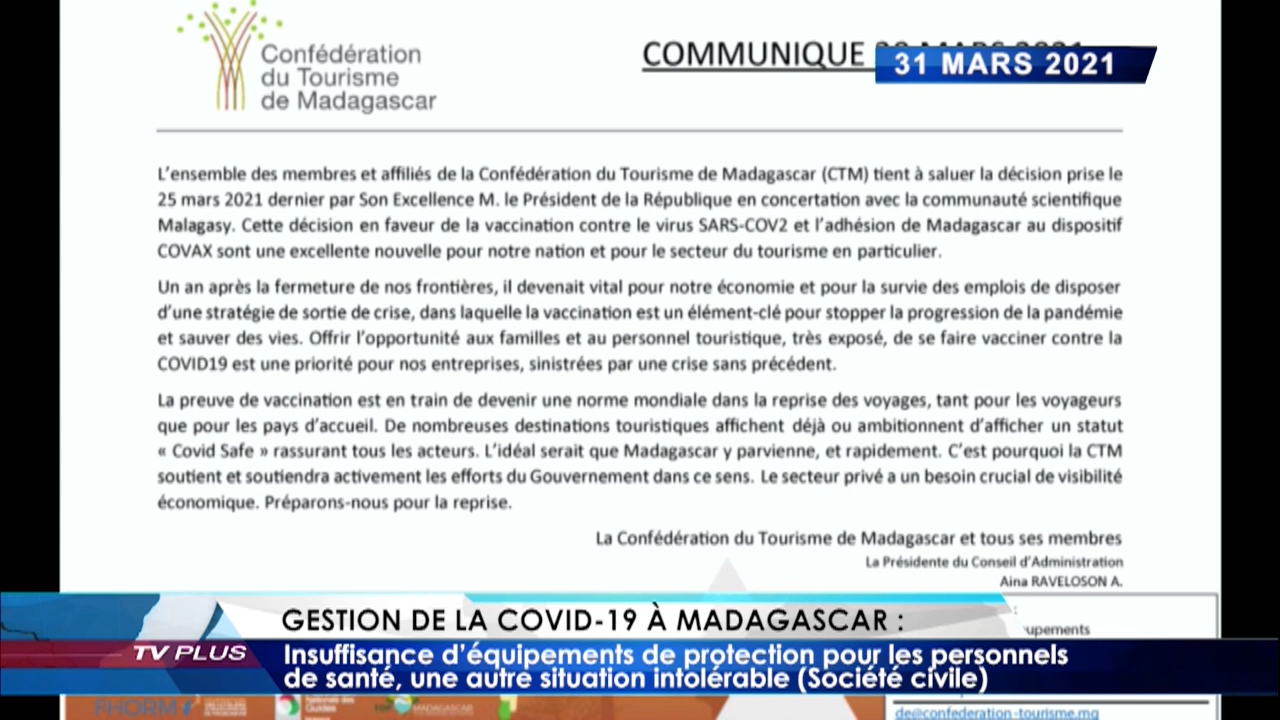 Confédération
du Tourisme
de Madagascar
COMMUNIQUE
31 MARS 2021
L'ensemble des membres et affiliés de la Confédération du Tourisme de Madagascar (CTM) tient à saluer la décision prise le
25 mars 2021 dernier par Son Excellence M. le Président de la République en concertation avec la communauté scientifique
Malagasy. Cette décision en faveur de la vaccination contre le virus SARS-COV2 et l'adhésion de Madagascar au dispositif
COVAX sont une excellente nouvelle pour notre nation et pour le secteur du tourisme en particulier.
Un an après la fermeture de nos frontières, il devenait vital pour notre économie et pour la survie des emplois de disposer
d'une stratégie de sortie de crise, dans laquelle la vaccination est un élément-clé pour stopper la progression de la pandémie
et sauver des vies. Offrir l'opportunité aux familles et au personnel touristique, très exposé, de se faire vacciner contre la
COVID19 est une priorité pour nos entreprises, sinistrées par une crise sans précédent.
La preuve de vaccination est en train de devenir une norme mondiale dans la reprise des voyages, tant pour les voyageurs
que pour les pays d'accueil. De nombreuses destinations touristiques affichent déjà ou ambitionnent d'afficher un statut
« Covid Safe » rassurant tous les acteurs. L'idéal serait que Madagascar y parvienne, et rapidement. C'est pourquoi la CTM
soutient et soutiendra activement les efforts du Gouvernement dans ce sens. Le secteur privé a un besoin crucial de visibilité
économique. Préparons-nous pour la reprise.
La Confédération du Tourisme de Madagascar et tous ses membres
La Présidente du Conseil d'Administration
Aina RAVELOSON A.
GESTION DE LA COVID-19 À MADAGASCAR :
upements
TV PLUS
Insuffisance d'équipements de protection pour les personnels
de santé, une autre situation intolérable (Société civile)
FHORM
Guides
MADAGASCAR
de@confederation-tourisme.mg